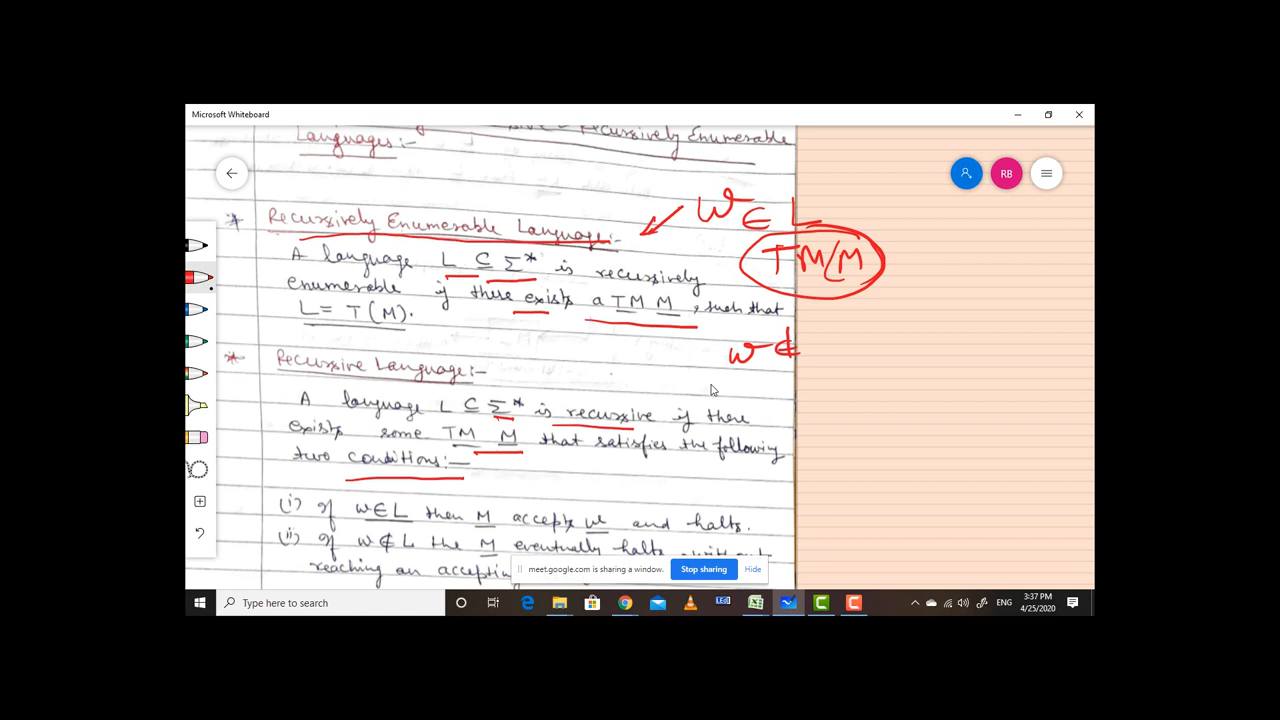 Microsoft Whiteboard
Recursively Enumerable
Languages:-
RB
* Recursively Enumerable Language:-
W ∈ L
TM/M
A language L ⊆ Σ* is recursively
enumerable if there exists a TM M, such that
L = T(M).
w ∉
* Recursive Language:-
A language L ⊆ Σ* is recursive if there
exists some TM M that satisfies the following
two conditions:-
(i) If w∈L then M accepts w and halts.
(ii) If w∉L the M eventually halts, without
reaching an
meet.google.com is sharing a window.
Stop sharing
Hide
Type here to search
LEGI
ENG
3:37 PM
4/25/2020